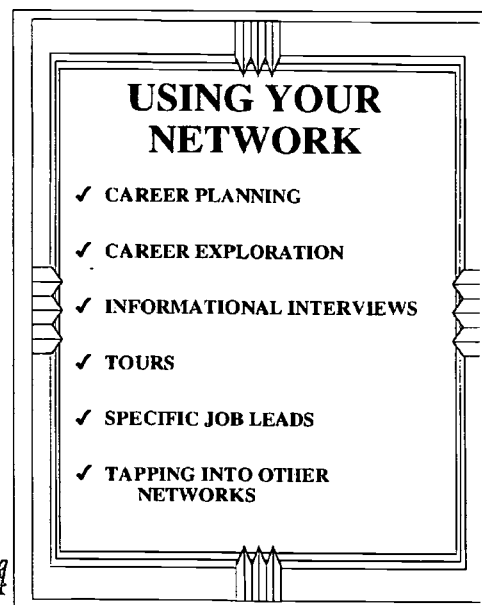 USING YOUR
NETWORK
✓ CAREER PLANNING
✓ CAREER EXPLORATION
✓ INFORMATIONAL INTERVIEWS
✓ TOURS
✓ SPECIFIC JOB LEADS
✓ TAPPING INTO OTHER
NETWORKS